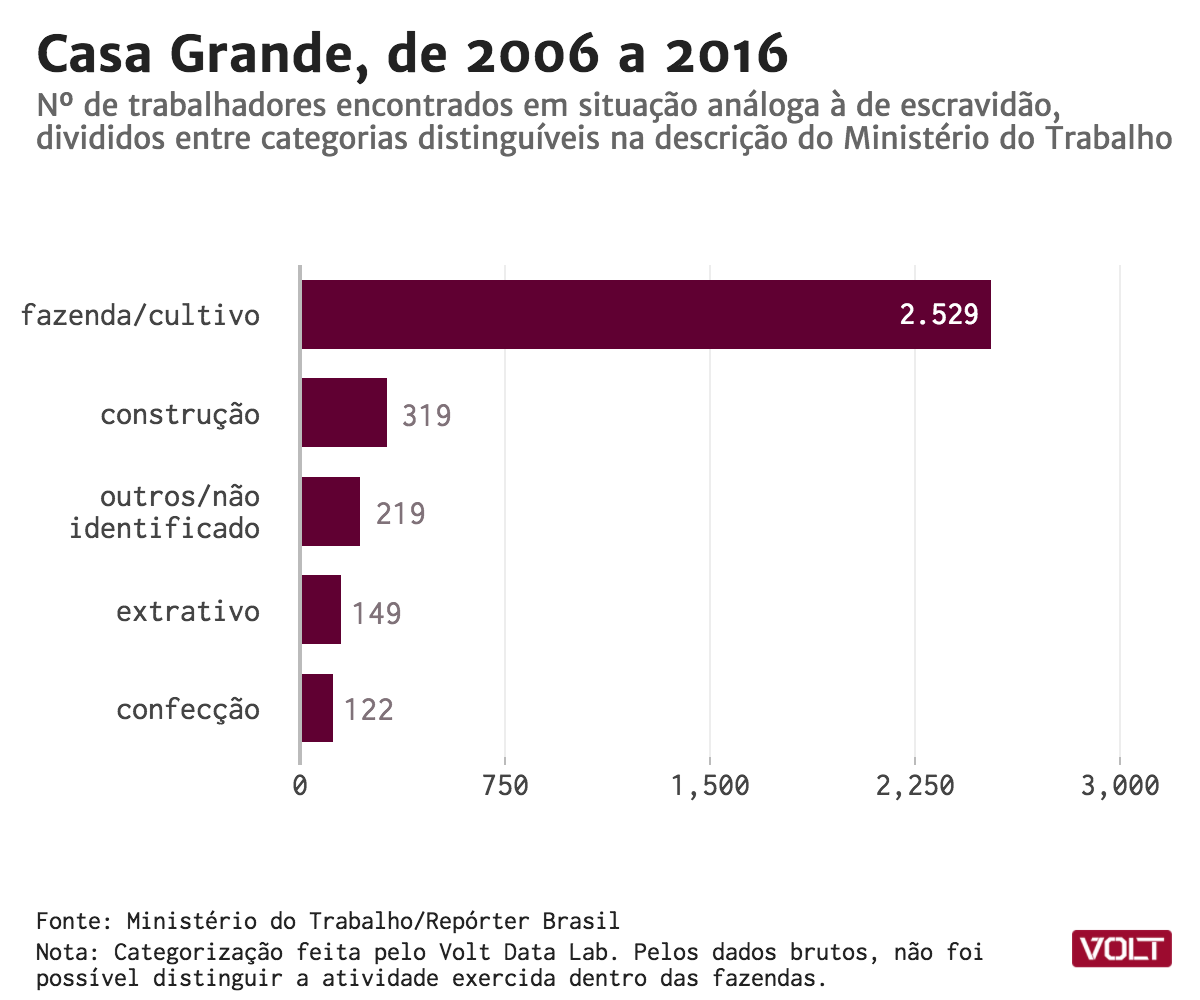 Casa Grande, de 2006 a 2016
Nº de trabalhadores encontrados em situação análoga à de escravidão,
divididos entre categorias distinguíveis na descrição do Ministério do Trabalho
fazenda/cultivo
2.529
construção
319
outros/não
identificado
219
extrativo
149
confecção
122
0
750
1,500
2,250
3,000
Fonte: Ministério do Trabalho/Repórter Brasil
Nota: Categorização feita pelo Volt Data Lab. Pelos dados brutos, não foi
possível distinguir a atividade exercida dentro das fazendas.
VOLT